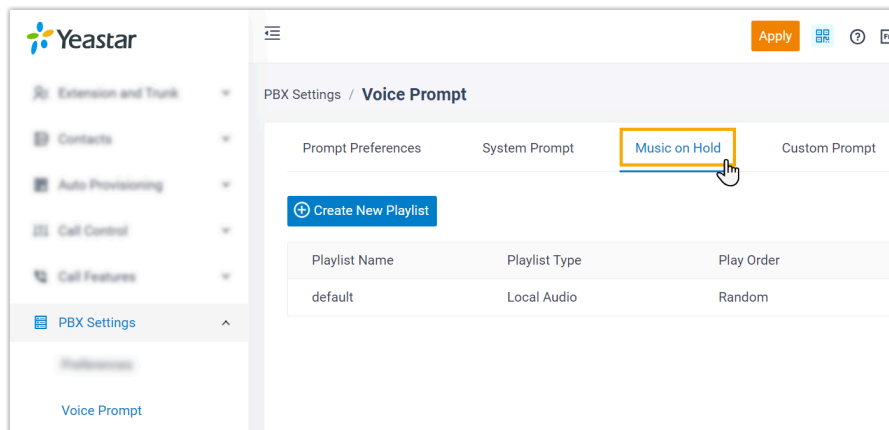 Yeastar
Apply
Extension and Trunk
PBX Settings / Voice Prompt
Contacts
Prompt Preferences System Prompt Music on Hold Custom Prompt
Auto Provisioning
Create New Playlist
Call Control
Playlist Name Playlist Type Play Order
Call Features
default Local Audio Random
PBX Settings
Preferences
Voice Prompt